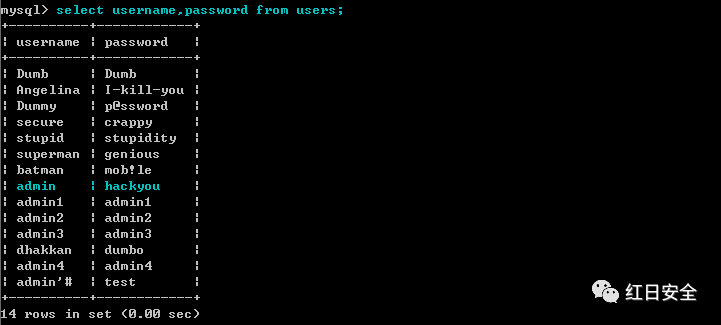 mysql> select username,password from users;
+----------+------------+
¦ username ¦ password   ¦
+----------+------------+
¦ Dumb     ¦ Dumb       ¦
¦ Angelina ¦ I-kill-you ¦
¦ Dummy    ¦ p@ssword   ¦
¦ secure   ¦ crappy     ¦
¦ stupid   ¦ stupidity  ¦
¦ superman ¦ genious    ¦
¦ batman   ¦ mob!le     ¦
¦ admin    ¦ hackyou    ¦
¦ admin1   ¦ admin1     ¦
¦ admin2   ¦ admin2     ¦
¦ admin3   ¦ admin3     ¦
¦ dhakkan  ¦ dumbo      ¦
¦ admin4   ¦ admin4     ¦
¦ admin'#  ¦ test       ¦
+----------+------------+
14 rows in set (0.00 sec)
红日安全